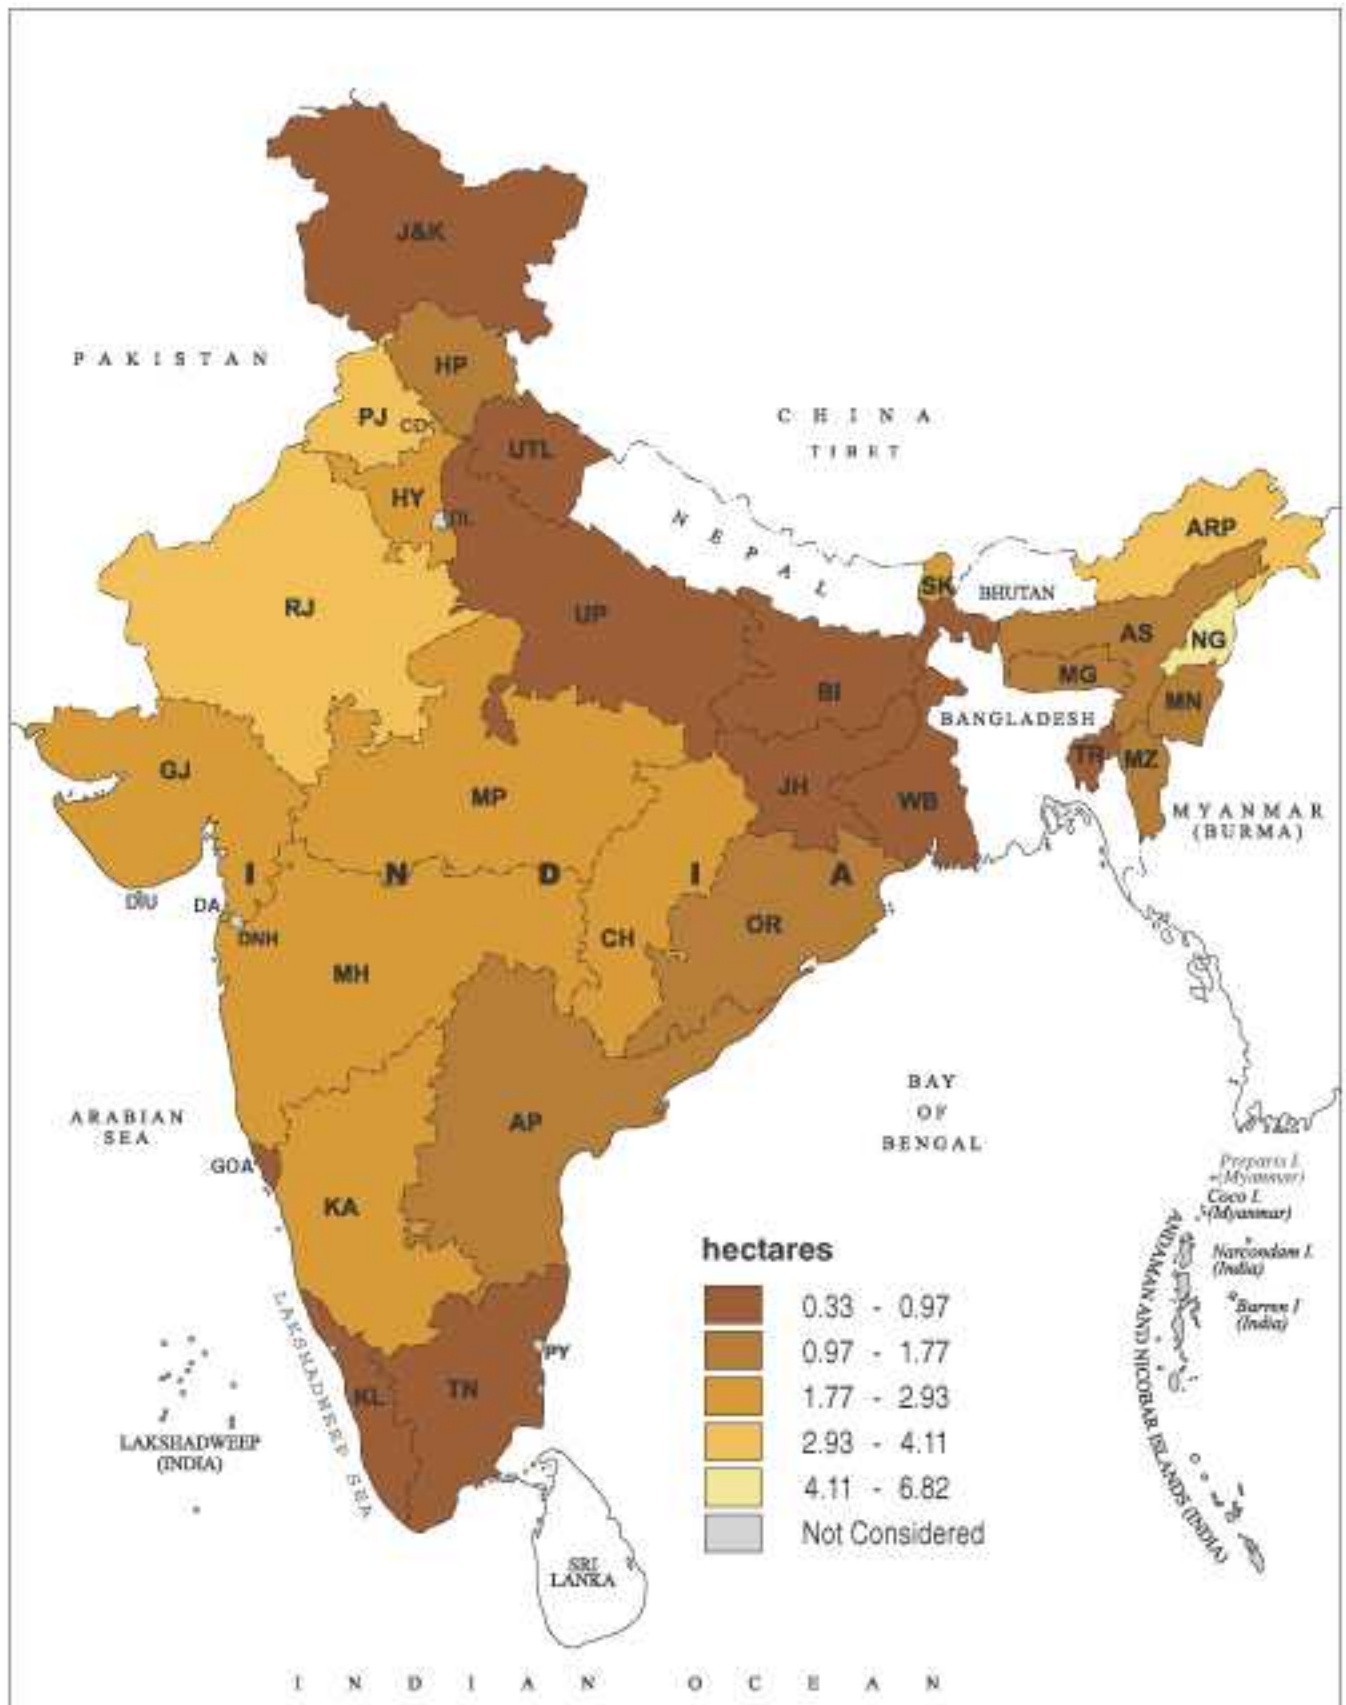 J&K
PAKISTAN
HP
PJ
CD
CHINA
TIBET
UTL
HY
DL
NEPAL
ARP
SK
BHUTAN
RJ
UP
AS
NG
MG
BI
MN
BANGLADESH
GJ
TR
MZ
MP
JH
WB
MYANMAR
(BURMA)
INDIA
DIU
DA
DNH
CH
OR
MH
AP
BAY
OF
BENGAL
ARABIAN
SEA
GOA
KA
Preparis I.
(Myanmar)
Coco I.
(Myanmar)
Narcondam I.
(India)
Barren I
(India)
ANDAMAN AND NICOBAR ISLANDS (INDIA)
hectares
0.33 - 0.97
0.97 - 1.77
1.77 - 2.93
2.93 - 4.11
4.11 - 6.82
Not Considered
PY
KL
TN
LAKSHADWEEP
(INDIA)
LAKSHADWEEP SEA
SRI
LANKA
INDIAN OCEAN